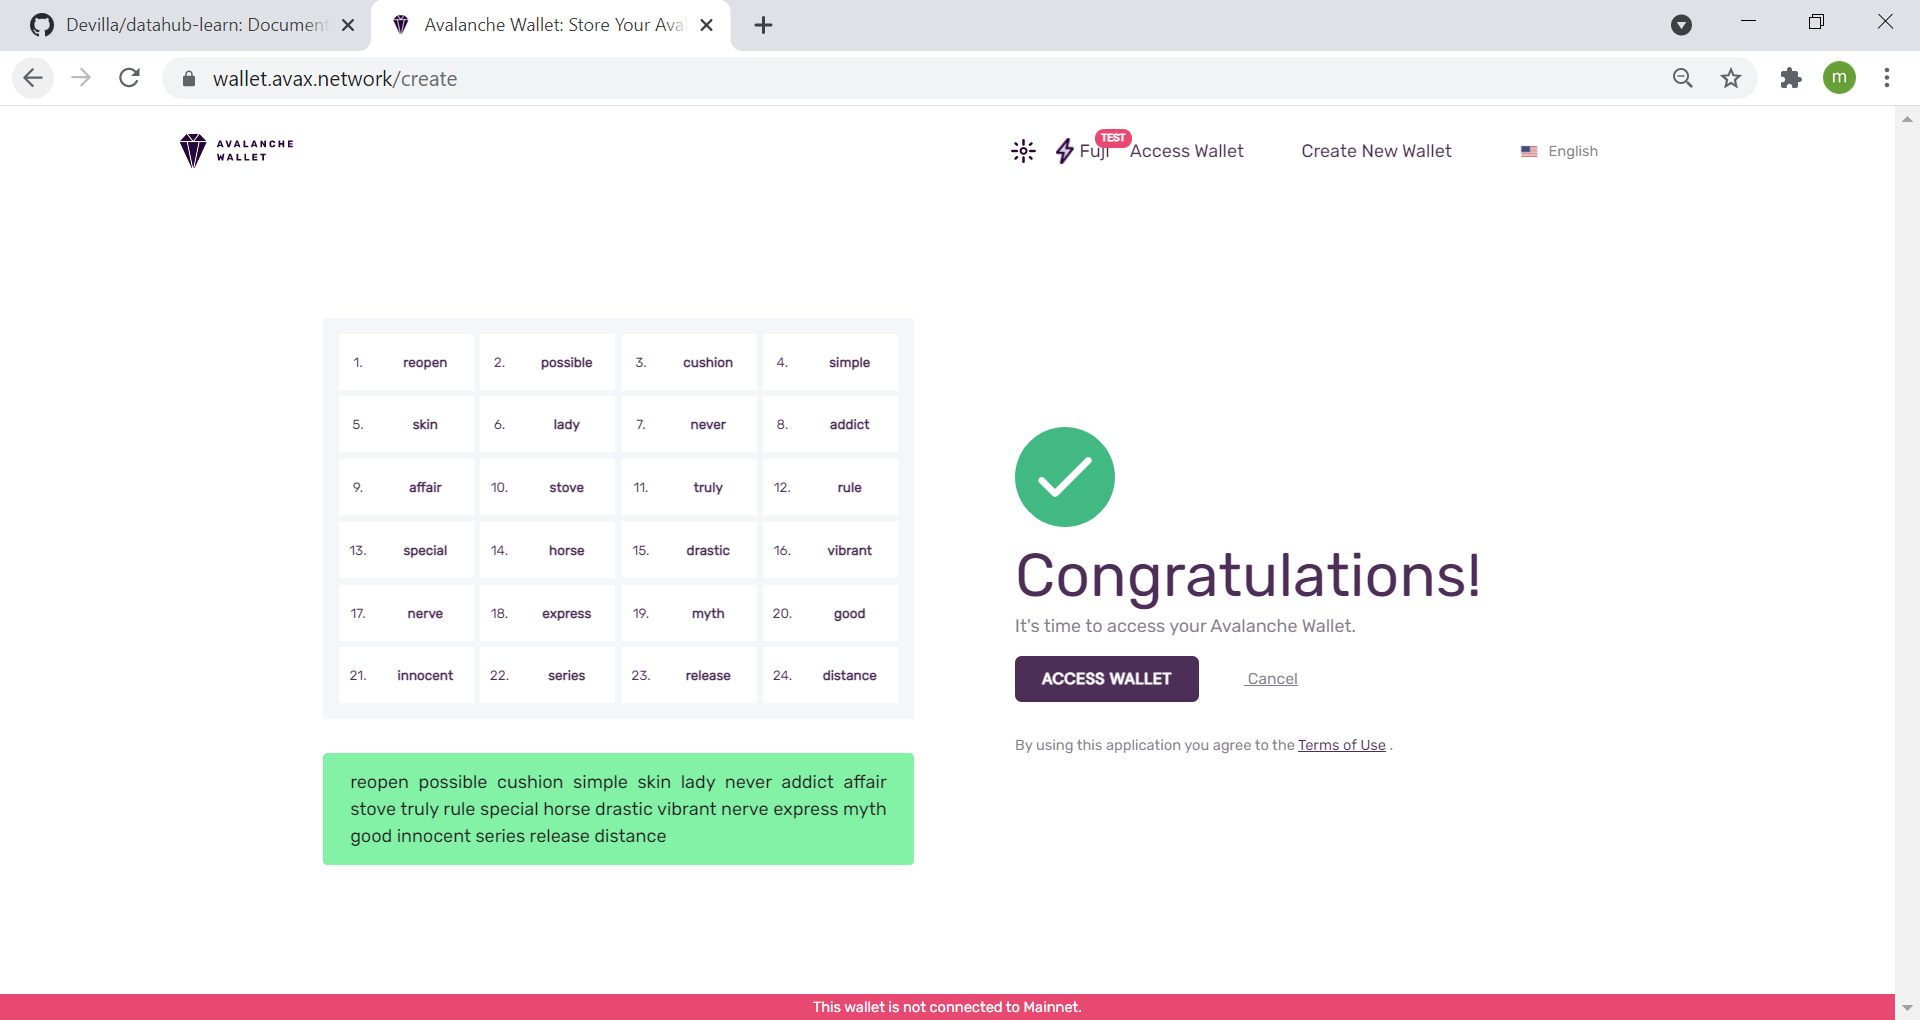 Devilla/datahub-learn: Document
Avalanche Wallet: Store Your Ava
wallet.avax.network/create
m
AVALANCHE
WALLET
Fuji
TEST
Access Wallet
Create New Wallet
English
1. reopen 2. possible 3. cushion 4. simple
5. skin 6. lady 7. never 8. addict
9. affair 10. stove 11. truly 12. rule
13. special 14. horse 15. drastic 16. vibrant
17. nerve 18. express 19. myth 20. good
21. innocent 22. series 23. release 24. distance
reopen possible cushion simple skin lady never addict affair
stove truly rule special horse drastic vibrant nerve express myth
good innocent series release distance
Congratulations!
It's time to access your Avalanche Wallet.
ACCESS WALLET
Cancel
By using this application you agree to the Terms of Use .
This wallet is not connected to Mainnet.